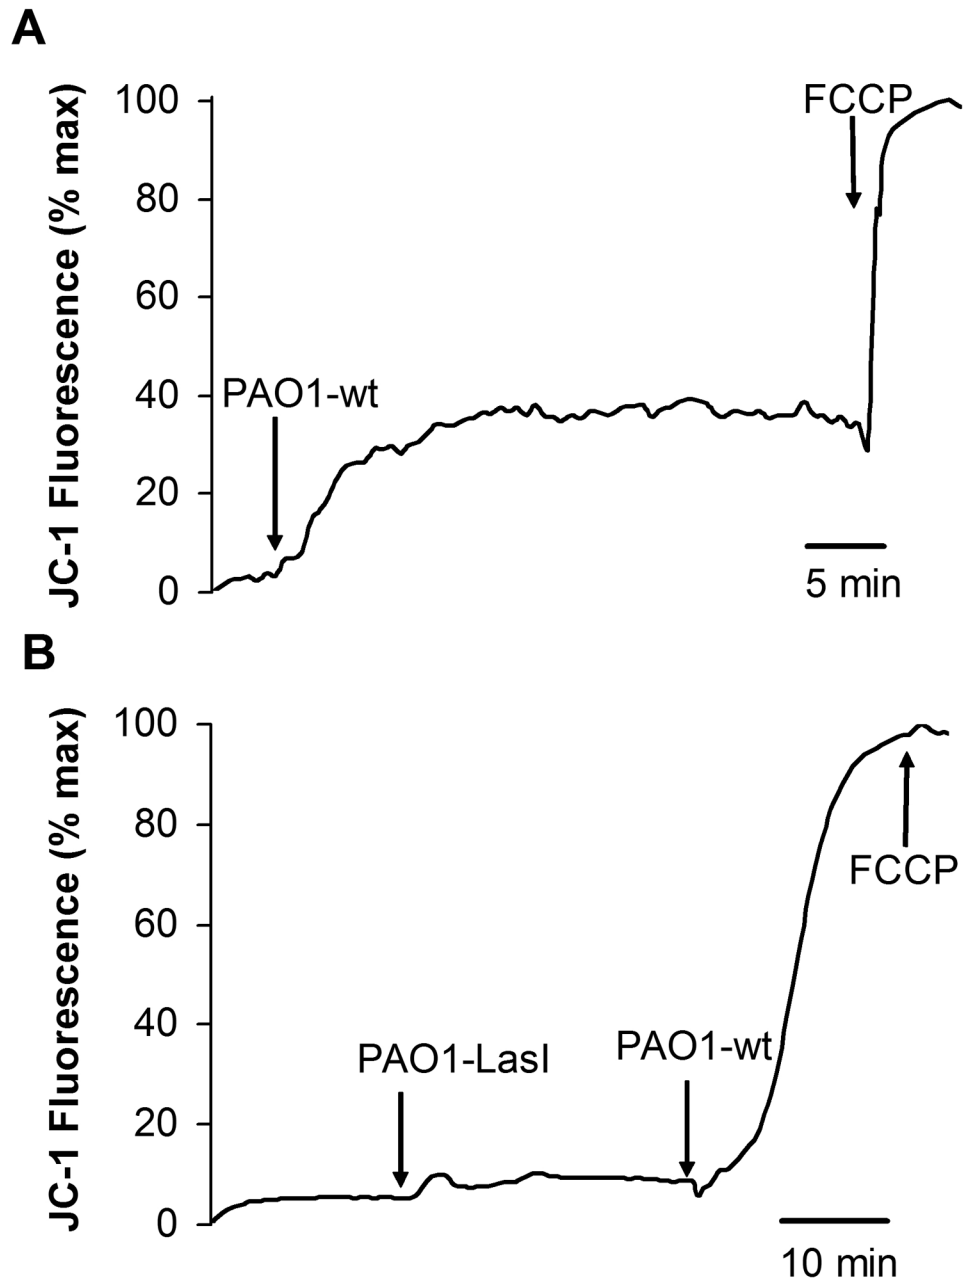 A
JC-1 Fluorescence (% max)
100
80
60
40
20
0
FCCP
PAO1-wt
5 min
B
JC-1 Fluorescence (% max)
100
80
60
40
20
0
PAO1-LasI
PAO1-wt
FCCP
10 min